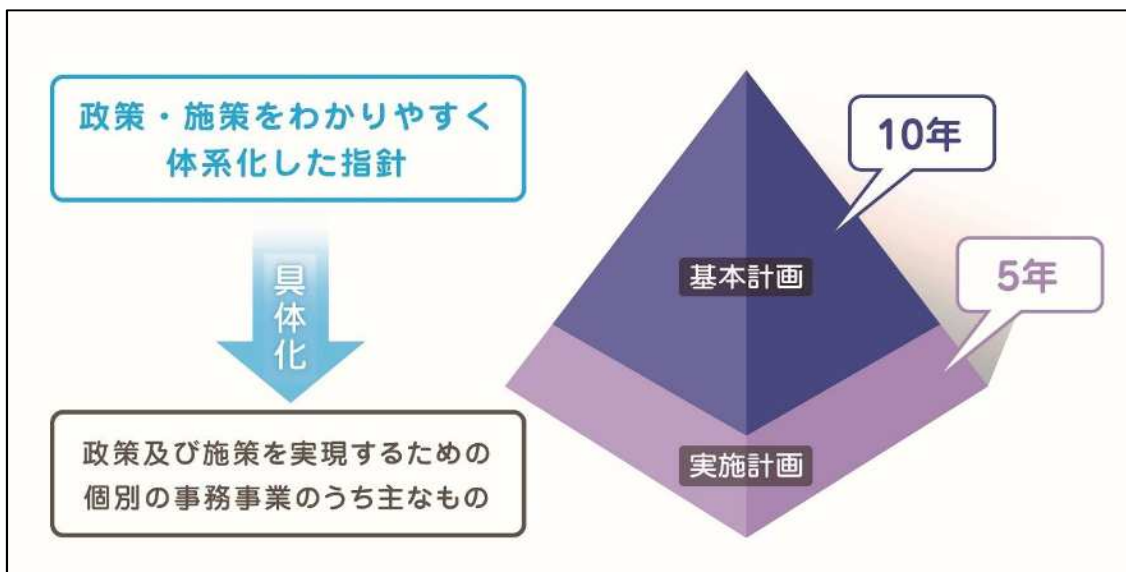 政策・施策をわかりやすく
体系化した指針
具体化
政策及び施策を実現するための
個別の事務事業のうち主なもの
10年
基本計画
5年
実施計画